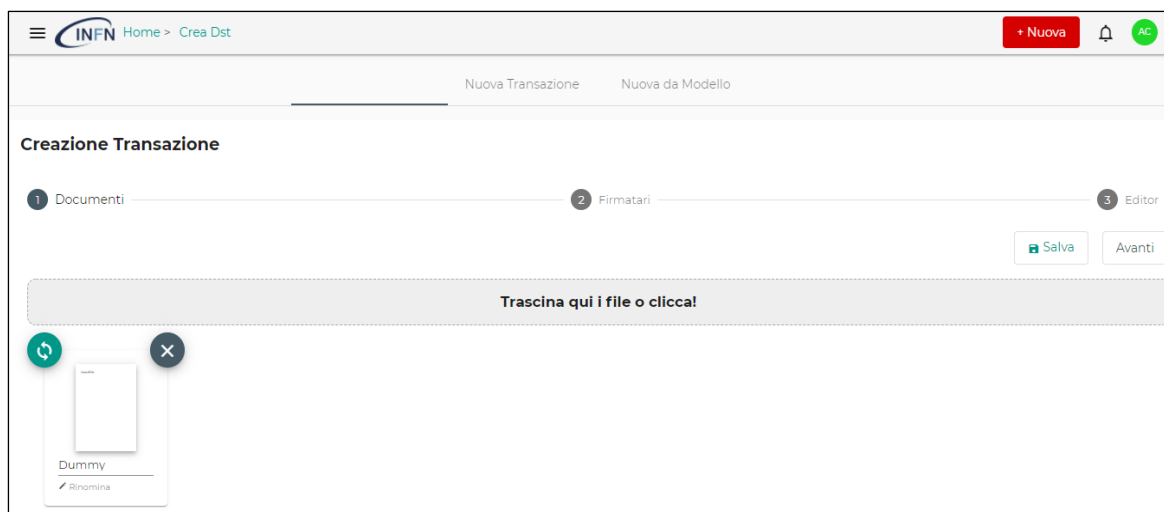 INFN Home > Crea Dst + Nuova AC
Nuova Transazione Nuova da Modello
Creazione Transazione
1 Documenti 2 Firmatari 3 Editor
Salva Avanti
Trascina qui i file o clicca!
Dummy
Rinomina